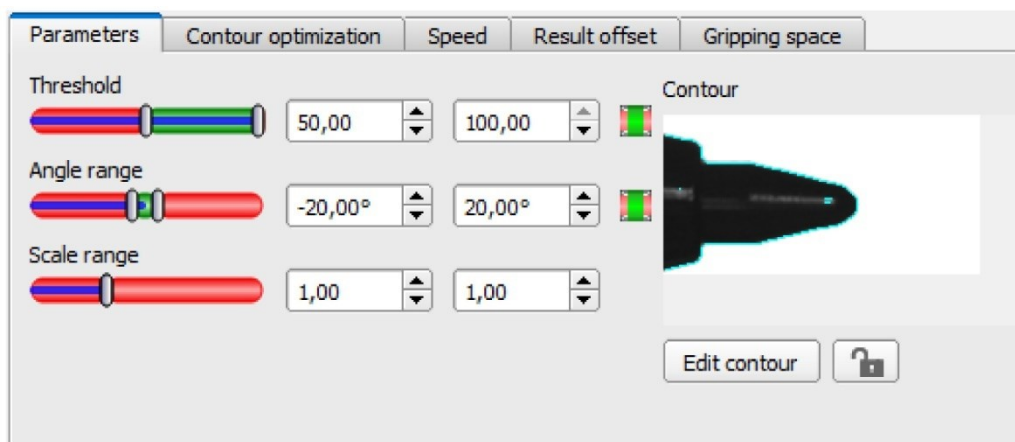 Parameters Contour optimization Speed Result offset Gripping space
Threshold
50,00 100,00
Contour
Angle range
-20,00° 20,00°
Scale range
1,00 1,00
Edit contour